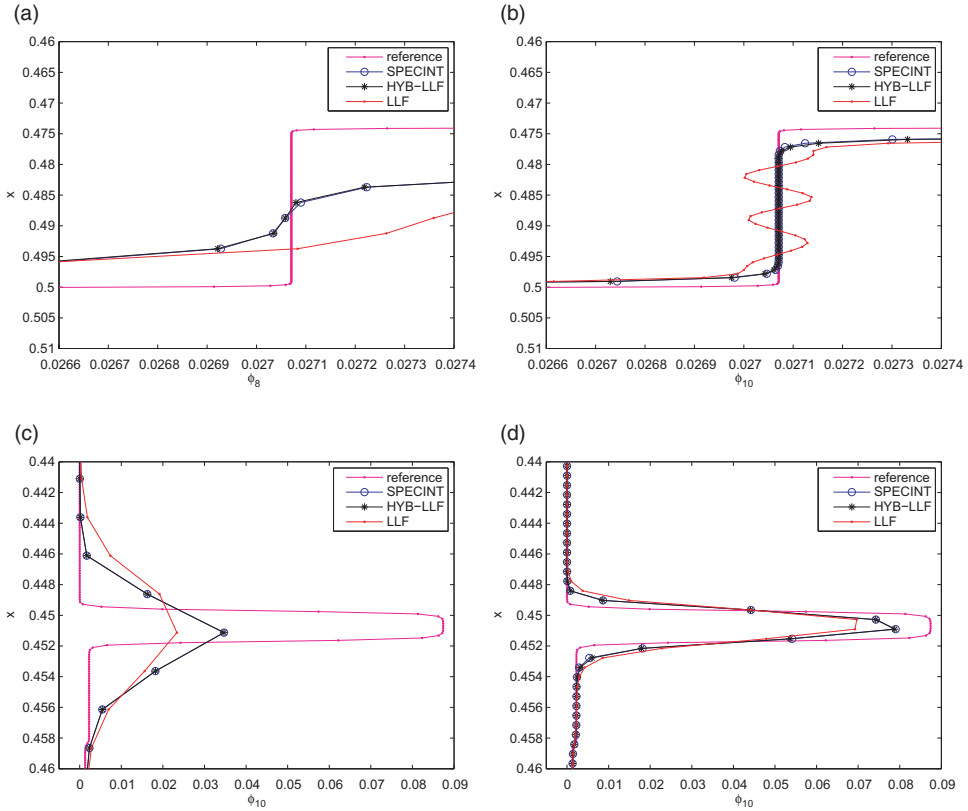 (a)
0.46
0.465
0.47
0.475
0.48
0.485
0.49
0.495
0.5
0.505
0.51
x
0.0266 0.0267 0.0268 0.0269 0.027 0.0271 0.0272 0.0273 0.0274
ϕ8
reference
SPECINT
HYB−LLF
LLF
(b)
0.46
0.465
0.47
0.475
0.48
0.485
0.49
0.495
0.5
0.505
0.51
x
0.0266 0.0267 0.0268 0.0269 0.027 0.0271 0.0272 0.0273 0.0274
ϕ10
reference
SPECINT
HYB−LLF
LLF
(c)
0.44
0.442
0.444
0.446
0.448
0.45
0.452
0.454
0.456
0.458
0.46
x
0 0.01 0.02 0.03 0.04 0.05 0.06 0.07 0.08 0.09
ϕ10
reference
SPECINT
HYB−LLF
LLF
(d)
0.44
0.442
0.444
0.446
0.448
0.45
0.452
0.454
0.456
0.458
0.46
x
0 0.01 0.02 0.03 0.04 0.05 0.06 0.07 0.08 0.09
ϕ10
reference
SPECINT
HYB−LLF
LLF